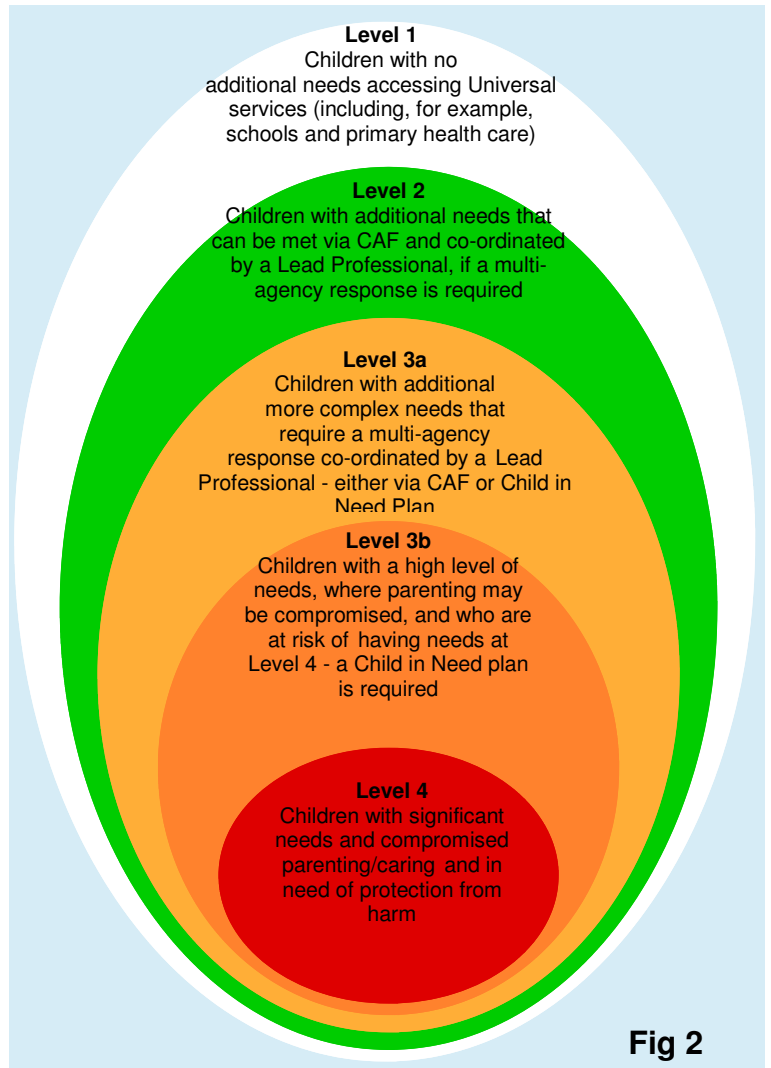 Level 1
Children with no
additional needs accessing Universal
services (including, for example,
schools and primary health care)
Level 2
Children with additional needs that
can be met via CAF and co-ordinated
by a Lead Professional, if a multi-
agency response is required
Level 3a
Children with additional
more complex needs that
require a multi-agency
response co-ordinated by a Lead
Professional - either via CAF or Child in
Need Plan
Level 3b
Children with a high level of
needs, where parenting may
be compromised, and who are
at risk of having needs at
Level 4 - a Child in Need plan
is required
Level 4
Children with significant
needs and compromised
parenting/caring and in
need of protection from
harm
Fig 2